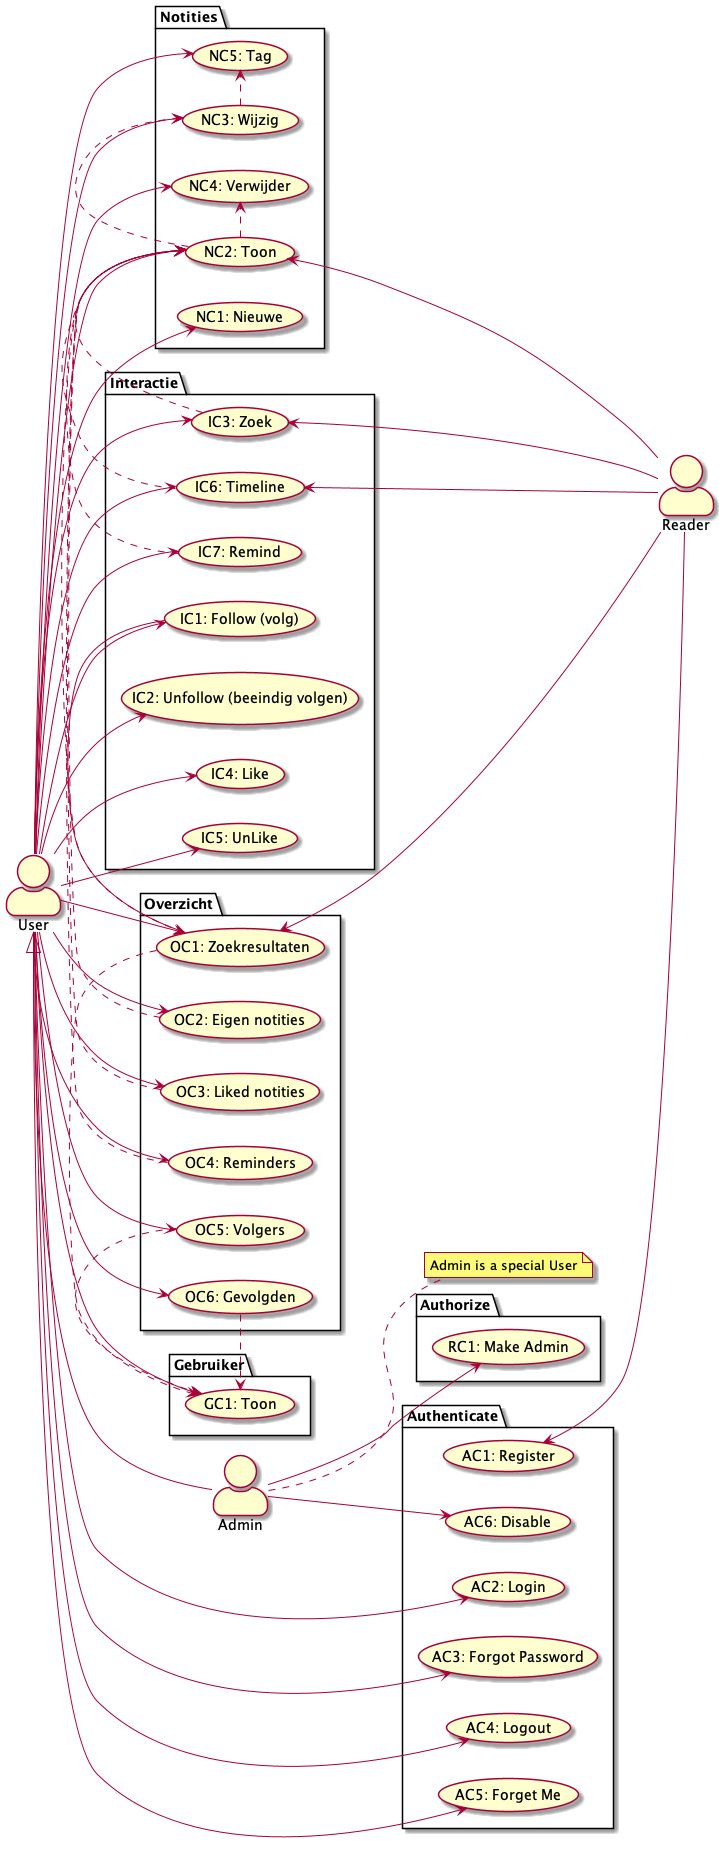 Notities
NC5: Tag
NC3: Wijzig
NC4: Verwijder
NC2: Toon
NC1: Nieuwe
Interactie
IC3: Zoek
IC6: Timeline
IC7: Remind
IC1: Follow (volg)
IC2: Unfollow (beeindig volgen)
IC4: Like
IC5: UnLike
Reader
User
Overzicht
OC1: Zoekresultaten
OC2: Eigen notities
OC3: Liked notities
OC4: Reminders
OC5: Volgers
OC6: Gevolgden
Admin is a special User
Authorize
RC1: Make Admin
Gebruiker
GC1: Toon
Admin
Authenticate
AC1: Register
AC6: Disable
AC2: Login
AC3: Forgot Password
AC4: Logout
AC5: Forget Me